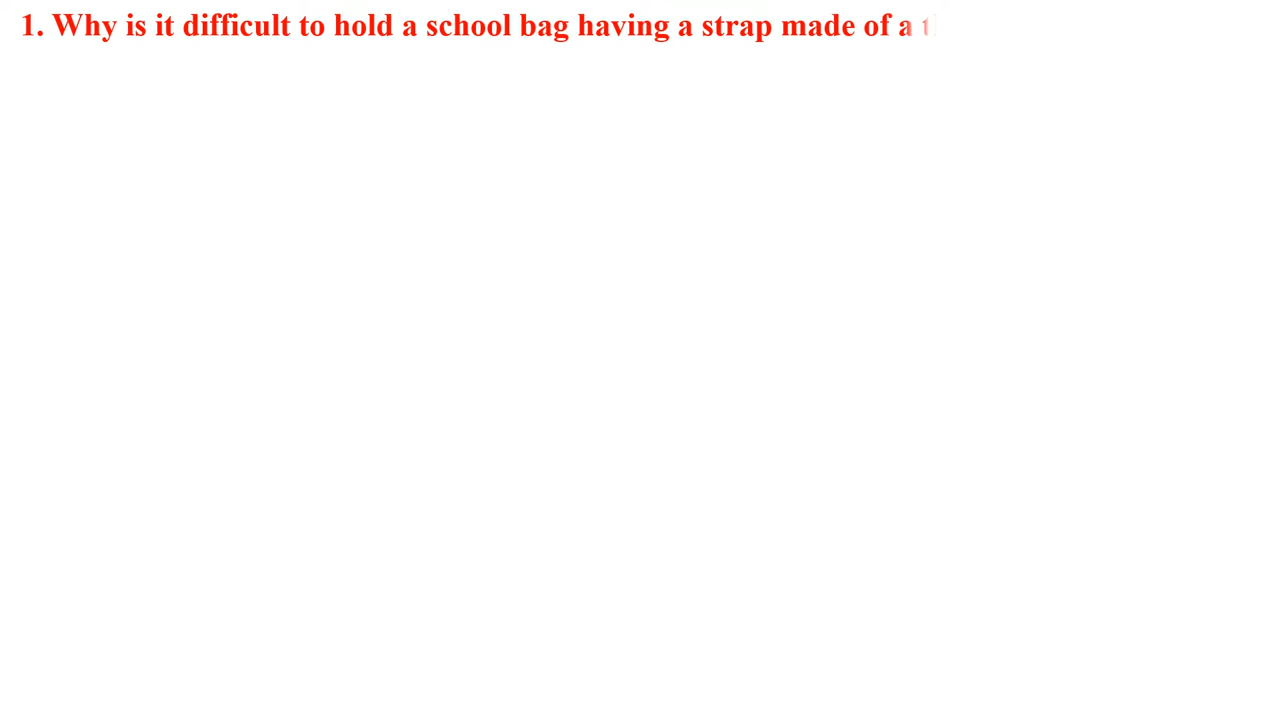 1. Why is it difficult to hold a school bag having a strap made of a